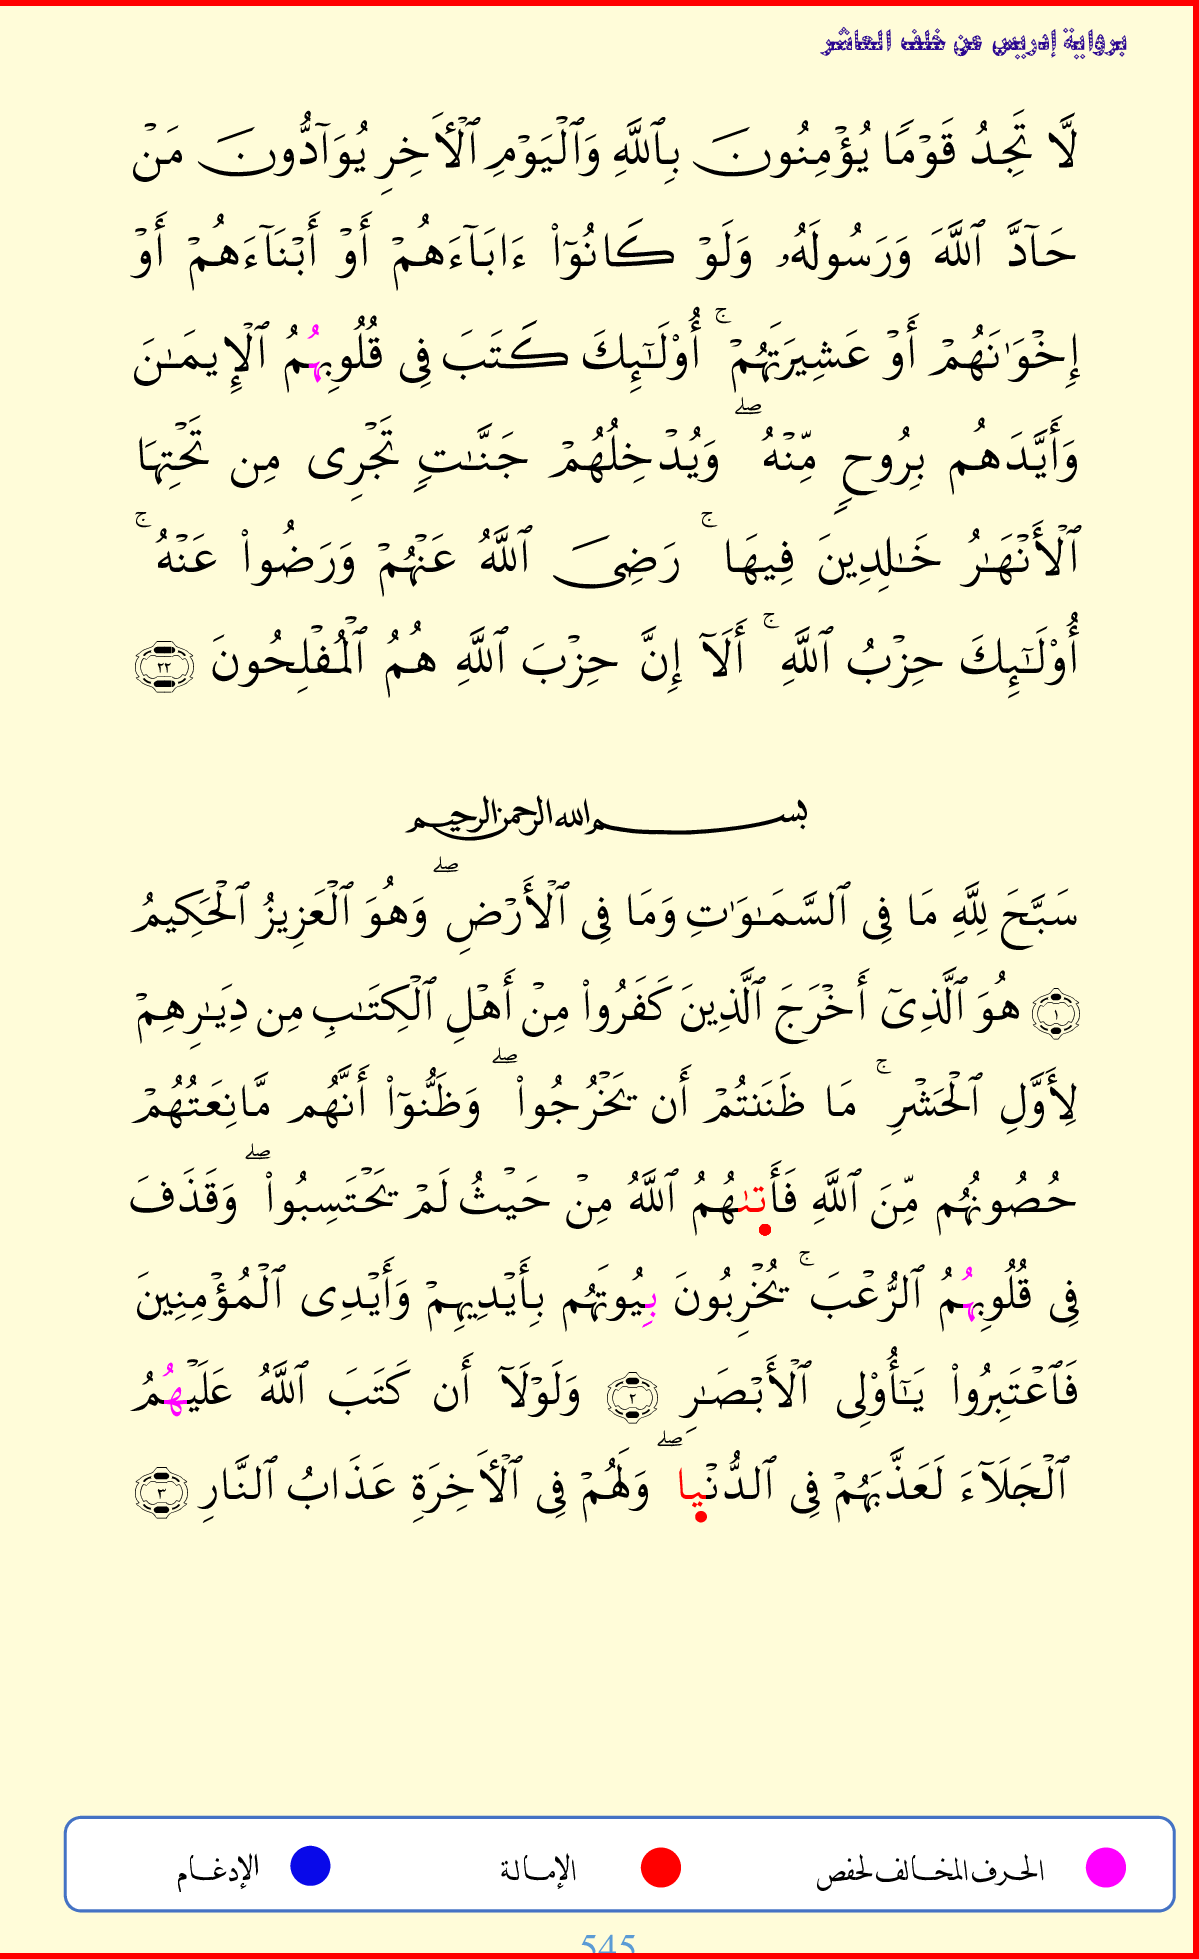 برواية إدريس عن خلف العاشر
لَّا تَجِدُ قَوْمًا يُؤْمِنُونَ بِٱللَّهِ وَٱلْيَوْمِ ٱلْأَخِرِ يُوَآدُّونَ مَنْ
حَآدَّ ٱللَّهَ وَرَسُولَهُۥ وَلَوْ كَانُوٓا۟ ءَابَآءَهُمْ أَوْ أَبْنَآءَهُمْ أَوْ
إِخْوَٰنَهُمْ أَوْ عَشِيرَتَهُمْ ۚ أُو۟لَـٰٓئِكَ كَتَبَ فِى قُلُوبِهُمُ ٱلْإِيمَـٰنَ
وَأَيَّدَهُم بِرُوحٍ مِّنْهُ ۖ وَيُدْخِلُهُمْ جَنَّـٰتٍ تَجْرِى مِن تَحْتِهَا
ٱلْأَنْهَـٰرُ خَـٰلِدِينَ فِيهَا ۚ رَضِىَ ٱللَّهُ عَنْهُمْ وَرَضُوا۟ عَنْهُ ۚ
أُو۟لَـٰٓئِكَ حِزْبُ ٱللَّهِ ۚ أَلَآ إِنَّ حِزْبَ ٱللَّهِ هُمُ ٱلْمُفْلِحُونَ ٢٢
بسم الله الرحمن الرحيم
سَبَّحَ لِلَّهِ مَا فِى ٱلسَّمَـٰوَٰتِ وَمَا فِى ٱلْأَرْضِ ۖ وَهُوَ ٱلْعَزِيزُ ٱلْحَكِيمُ
١ هُوَ ٱلَّذِىٓ أَخْرَجَ ٱلَّذِينَ كَفَرُوا۟ مِنْ أَهْلِ ٱلْكِتَـٰبِ مِن دِيَـٰرِهِمْ
لِأَوَّلِ ٱلْحَشْرِ ۚ مَا ظَنَنتُمْ أَن يَخْرُجُوا۟ ۖ وَظَنُّوٓا۟ أَنَّهُم مَّانِعَتُهُمْ
حُصُونُهُم مِّنَ ٱللَّهِ فَأَتَىٰهُمُ ٱللَّهُ مِنْ حَيْثُ لَمْ يَحْتَسِبُوا۟ ۖ وَقَذَفَ
فِى قُلُوبِهُمُ ٱلرُّعْبَ ۚ يُخْرِبُونَ بِيُوتَهُم بِأَيْدِيهِمْ وَأَيْدِى ٱلْمُؤْمِنِينَ
فَٱعْتَبِرُوا۟ يَـٰٓأُو۟لِى ٱلْأَبْصَـٰرِ ٢ وَلَوْلَآ أَن كَتَبَ ٱللَّهُ عَلَيْهُمُ
ٱلْجَلَآءَ لَعَذَّبَهُمْ فِى ٱلدُّنْيَا ۖ وَلَهُمْ فِى ٱلْأَخِرَةِ عَذَابُ ٱلنَّارِ ٣
الحرف المخالف لحفص الإمالة الإدغام
545